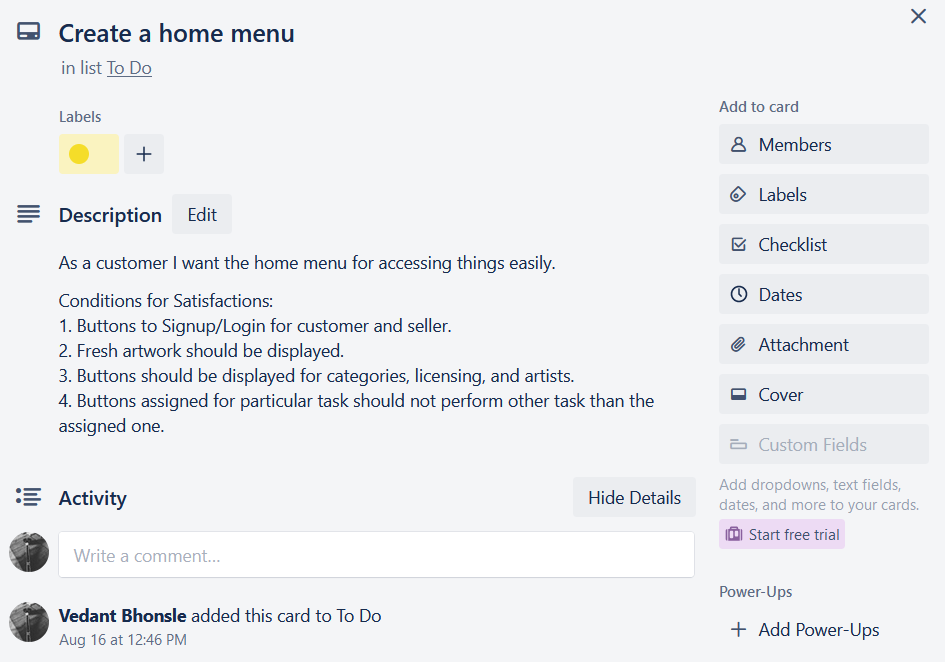 Create a home menu
in list To Do
Labels
Description
Edit
As a customer I want the home menu for accessing things easily.
Conditions for Satisfactions:
1. Buttons to Signup/Login for customer and seller.
2. Fresh artwork should be displayed.
3. Buttons should be displayed for categories, licensing, and artists.
4. Buttons assigned for particular task should not perform other task than the
assigned one.
Activity
Hide Details
Write a comment...
Vedant Bhonsle added this card to To Do
Aug 16 at 12:46 PM
Add to card
Members
Labels
Checklist
Dates
Attachment
Cover
Custom Fields
Add dropdowns, text fields,
dates, and more to your cards.
Start free trial
Power-Ups
Add Power-Ups